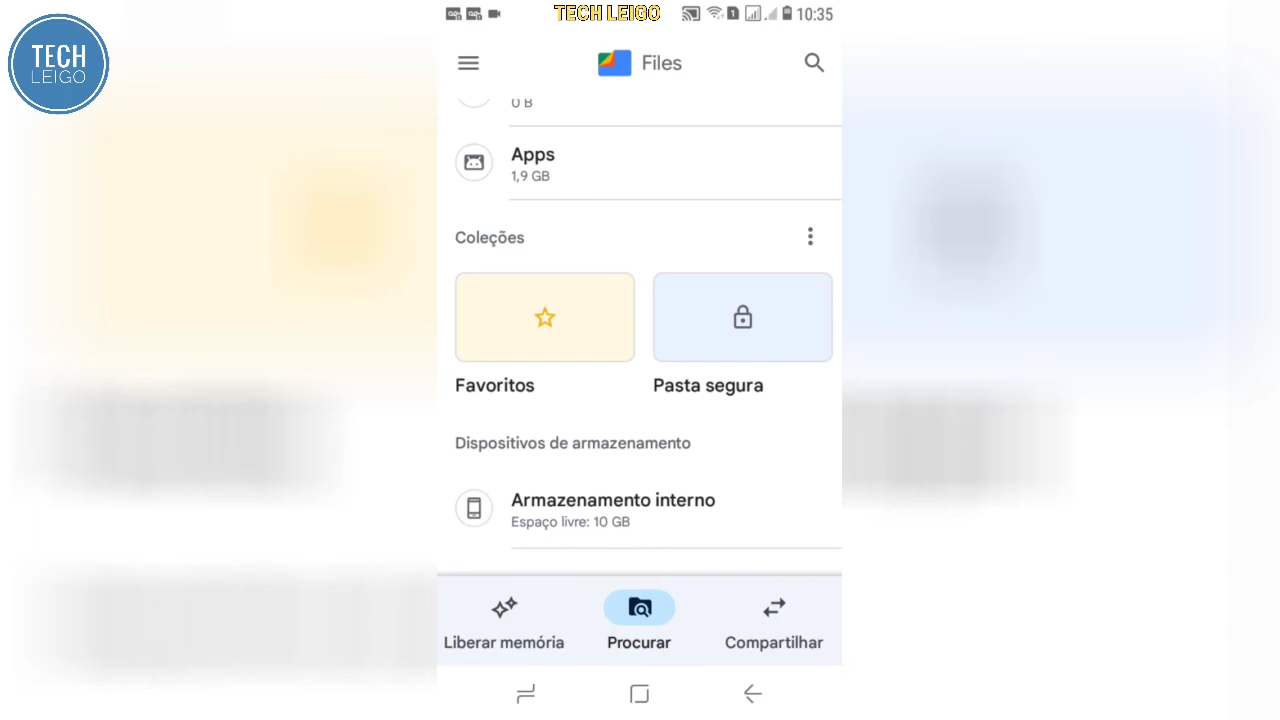 TECH LEIGO
10:35
TECH
LEIGO
Files
0 B
Apps
1,9 GB
Coleções
Favoritos
Pasta segura
Dispositivos de armazenamento
Armazenamento interno
Espaço livre: 10 GB
Liberar memória
Procurar
Compartilhar